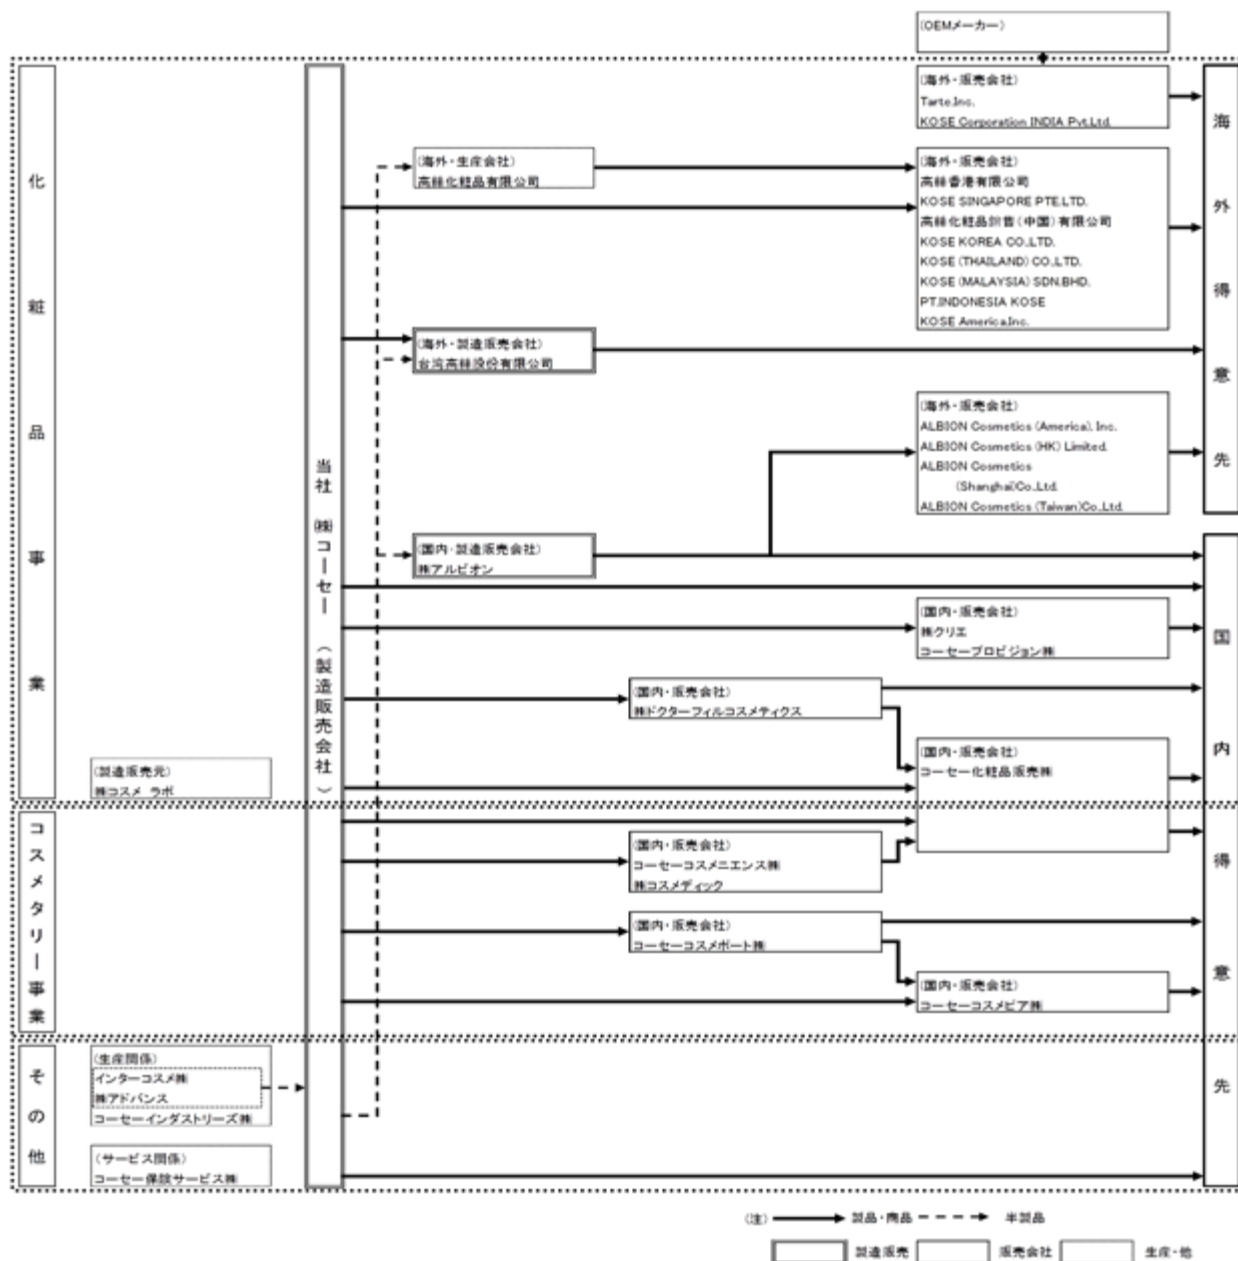 (OEMメーカー)
(海外・販売会社)
Tarte,Inc.
KOSE Corporation INDIA Pvt.Ltd.
(海外・生産会社)
高絲化粧品有限公司
(海外・販売会社)
高絲香港有限公司
KOSE SINGAPORE PTE.LTD.
高絲化粧品銷售(中国)有限公司
KOSE KOREA CO.,LTD.
KOSE (THAILAND) CO.,LTD.
KOSE (MALAYSIA) SDN.BHD.
PT.INDONESIA KOSE
KOSE America,Inc.
(海外・製造販売会社)
台湾高絲股份有限公司
(海外・販売会社)
ALBION Cosmetics (America), Inc.
ALBION Cosmetics (HK) Limited.
ALBION Cosmetics
(Shanghai)Co.,Ltd.
ALBION Cosmetics (Taiwan)Co.,Ltd.
海外得意先
化粧品事業
当社 ㈱コーセー (製造販売会社)
(国内・製造販売会社)
㈱アルビオン
(国内・販売会社)
㈱クリエ
コーセープロビジョン㈱
(国内・販売会社)
㈱ドクターフィルコスメティクス
(国内・販売会社)
コーセー化粧品販売㈱
(製造販売元)
㈱コスメ ラボ
国内得意先
コスメタリー事業
(国内・販売会社)
コーセーコスメニエンス㈱
㈱コスメディック
(国内・販売会社)
コーセーコスメポート㈱
(国内・販売会社)
コーセーコスメピア㈱
その他
(生産関係)
インターコスメ㈱
㈱アドバンス
コーセーインダストリーズ㈱
(サービス関係)
コーセー保険サービス㈱
(注) 製品・商品 半製品
製造販売 販売会社 生産・他